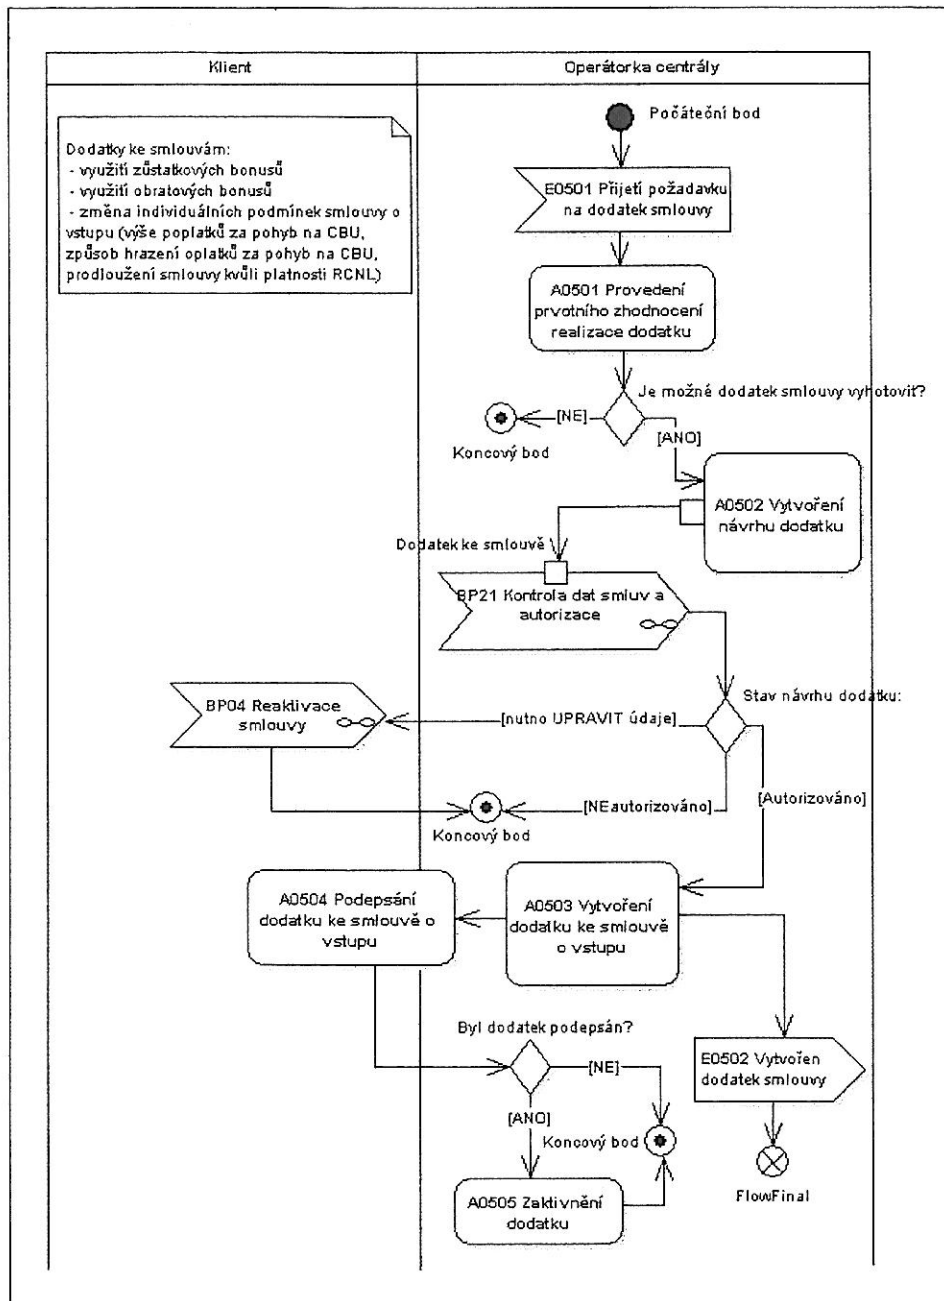 Klient
Operátorka centrály
Dodatky ke smlouvám:
- využití zůstatkových bonusů
- využití obratových bonusů
- změna individuálních podmínek smlouvy o
vstupu (výše poplatků za pohyb na CBU,
způsob hrazení oplatků za pohyb na CBU,
prodloužení smlouvy kvůli platnosti RCNL)
Počáteční bod
E0501 Přijetí požadavku
na dodatek smlouvy
A0501 Provedení
prvotního zhodnocení
realizace dodatku
Je možné dodatek smlouvy vyhotovit?
[NE]
Koncový bod
[ANO]
A0502 Vytvoření
návrhu dodatku
Dodatek ke smlouvě
BP21 Kontrola dat smluv a
autorizace
Stav návrhu dodatku:
BP04 Reaktivace
smlouvy
[nutno UPRAVIT údaje]
[NEautorizováno]
[Autorizováno]
Koncový bod
A0504 Podepsání
dodatku ke smlouvě o
vstupu
A0503 Vytvoření
dodatku ke smlouvě
o vstupu
Byl dodatek podepsán?
[NE]
[ANO]
E0502 Vytvořen
dodatek smlouvy
Koncový bod
A0505 Zaktivnění
dodatku
FlowFinal